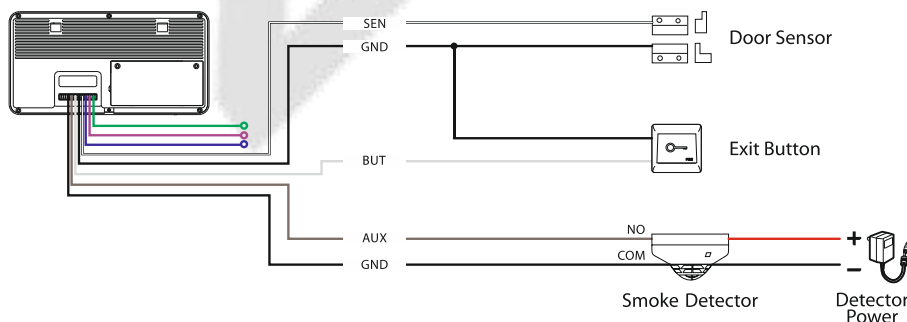 SEN
GND
Door Sensor
BUT
Exit Button
AUX
NO
GND
COM
+
–
Smoke Detector
Detector
Power